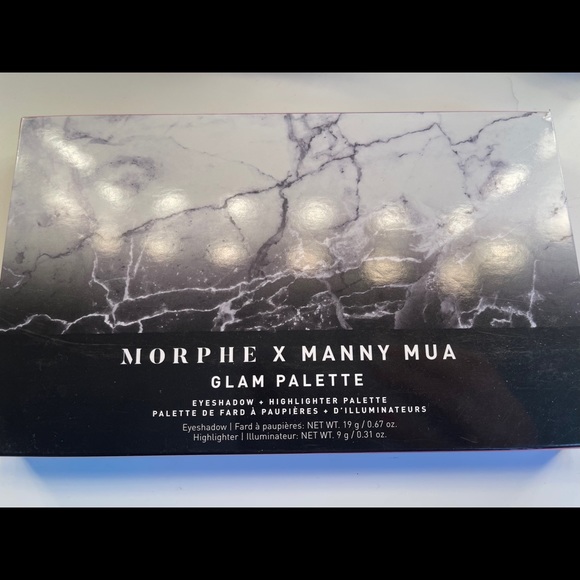 MORPHE X MANNY MUA
GLAM PALETTE
EYESHADOW + HIGHLIGHTER PALETTE
PALETTE DE FARD À PAUPIÈRES + D'ILLUMINATEURS
Eyeshadow | Fard à paupières: NET WT. 19 g / 0.67 oz.
Highlighter | Illuminateur: NET WT. 9 g / 0.31 oz.